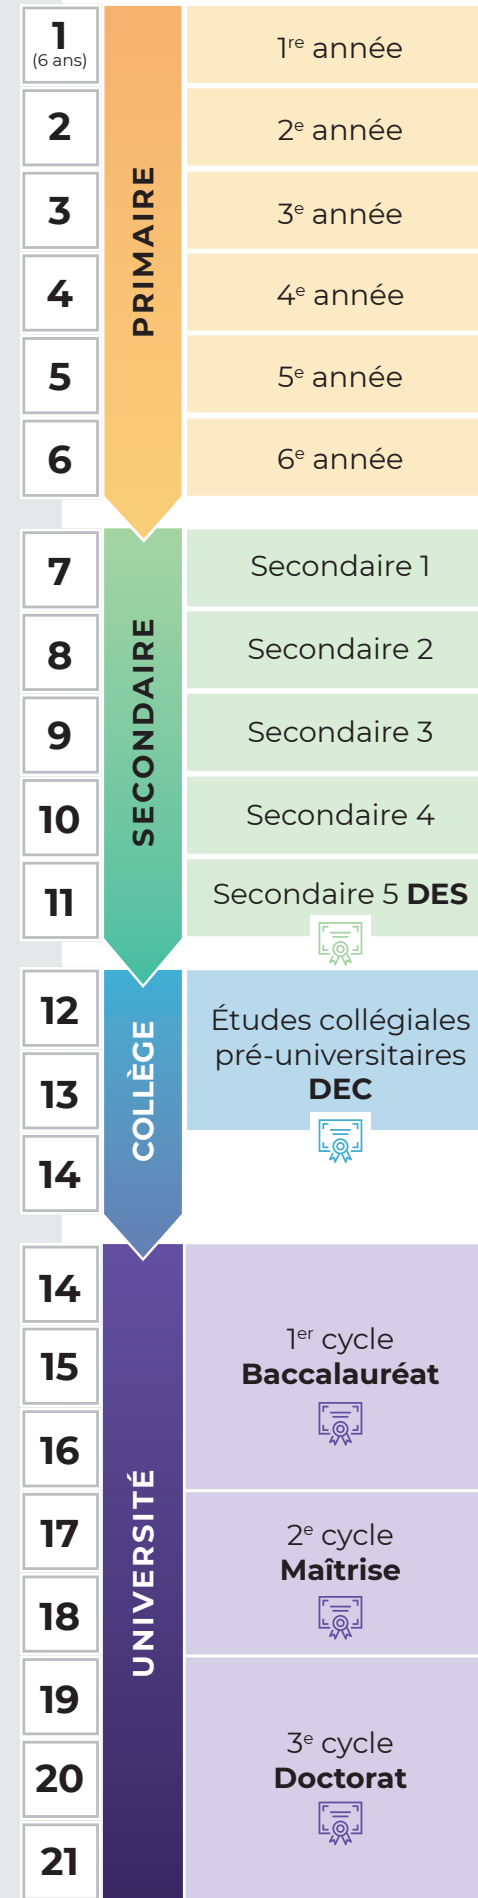 1
(6 ans)
1re année
2
2e année
3
3e année
4
4e année
5
5e année
6
6e année
PRIMAIRE
7
Secondaire 1
8
Secondaire 2
9
Secondaire 3
10
Secondaire 4
11
Secondaire 5 DES
SECONDAIRE
12
13
14
COLLÈGE
Études collégiales
pré-universitaires
DEC
14
15
16
1er cycle
Baccalauréat
17
18
2e cycle
Maîtrise
19
20
21
3e cycle
Doctorat
UNIVERSITÉ